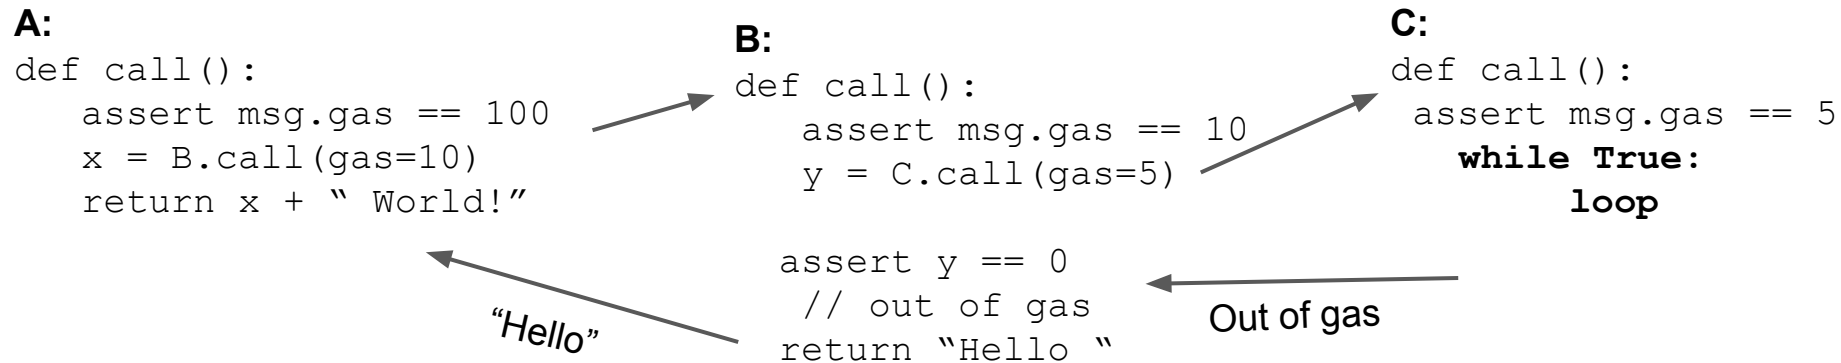 A:
def call():
assert msg.gas == 100
x = B.call(gas=10)
return x + “ World!”
B:
def call():
assert msg.gas == 10
y = C.call(gas=5)
assert y == 0
// out of gas
return “Hello “
C:
def call():
assert msg.gas == 5
while True:
loop
Out of gas
“Hello”